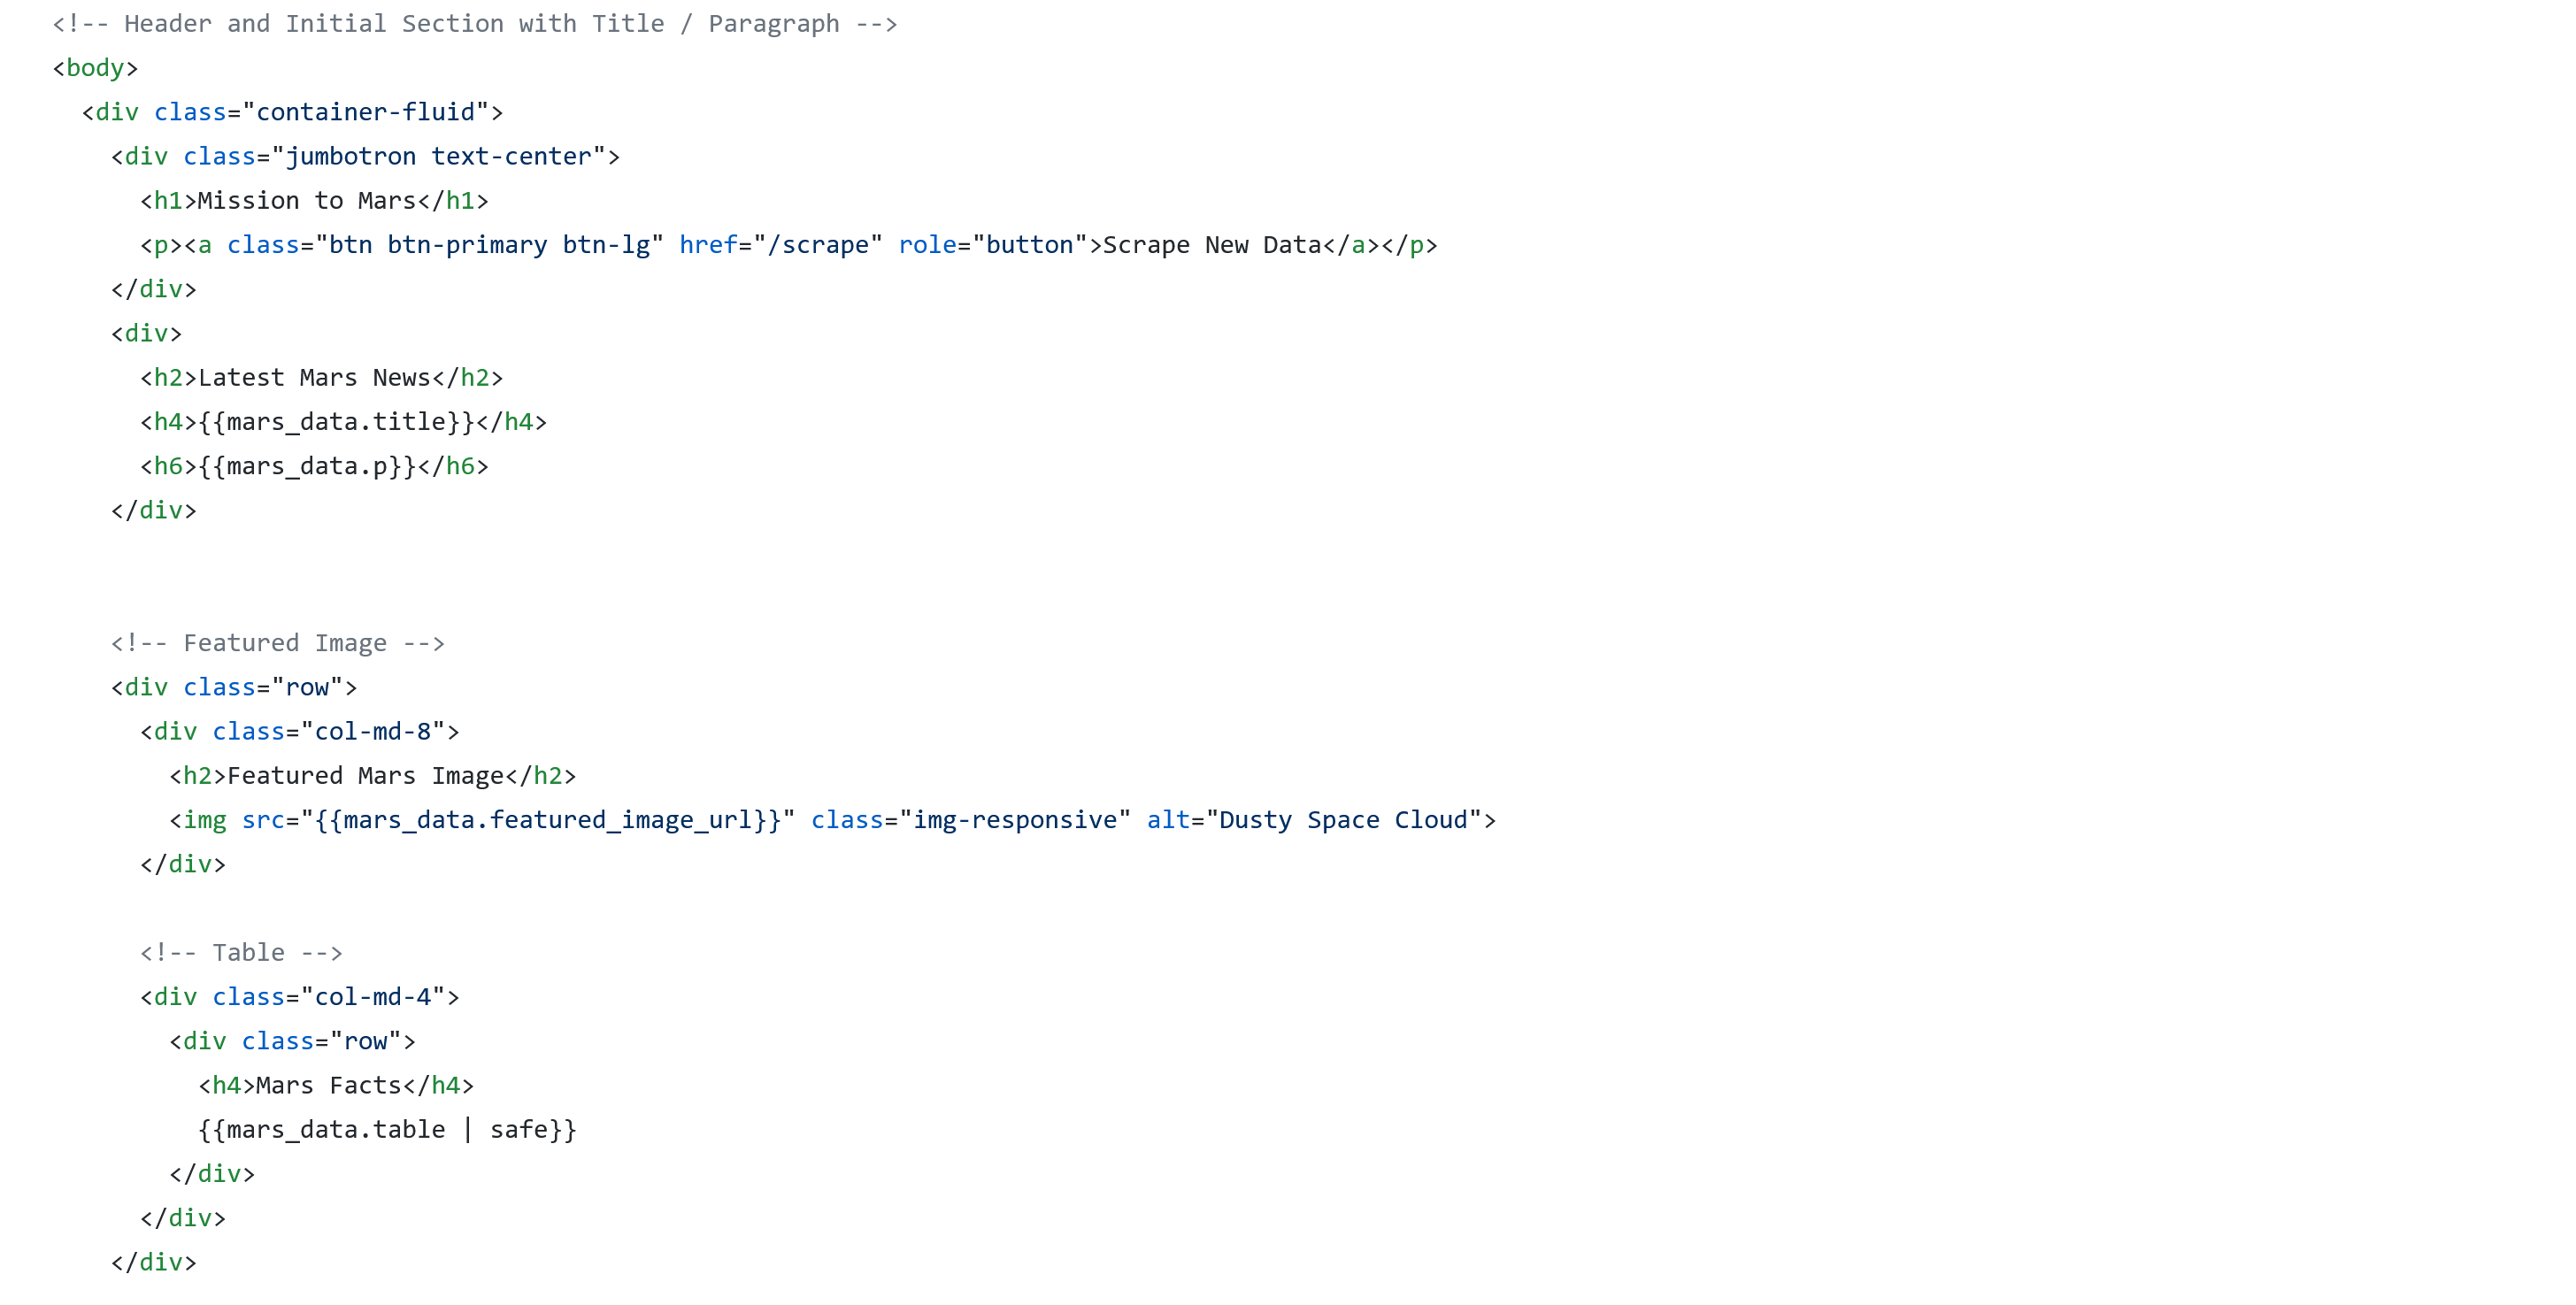 <!-- Header and Initial Section with Title / Paragraph -->
<body>
  <div class="container-fluid">
    <div class="jumbotron text-center">
      <h1>Mission to Mars</h1>
      <p><a class="btn btn-primary btn-lg" href="/scrape" role="button">Scrape New Data</a></p>
    </div>
    <div>
      <h2>Latest Mars News</h2>
      <h4>{{mars_data.title}}</h4>
      <h6>{{mars_data.p}}</h6>
    </div>
    <!-- Featured Image -->
    <div class="row">
      <div class="col-md-8">
        <h2>Featured Mars Image</h2>
        <img src="{{mars_data.featured_image_url}}" class="img-responsive" alt="Dusty Space Cloud">
      </div>
      <!-- Table -->
      <div class="col-md-4">
        <div class="row">
          <h4>Mars Facts</h4>
          {{mars_data.table | safe}}
        </div>
      </div>
    </div>